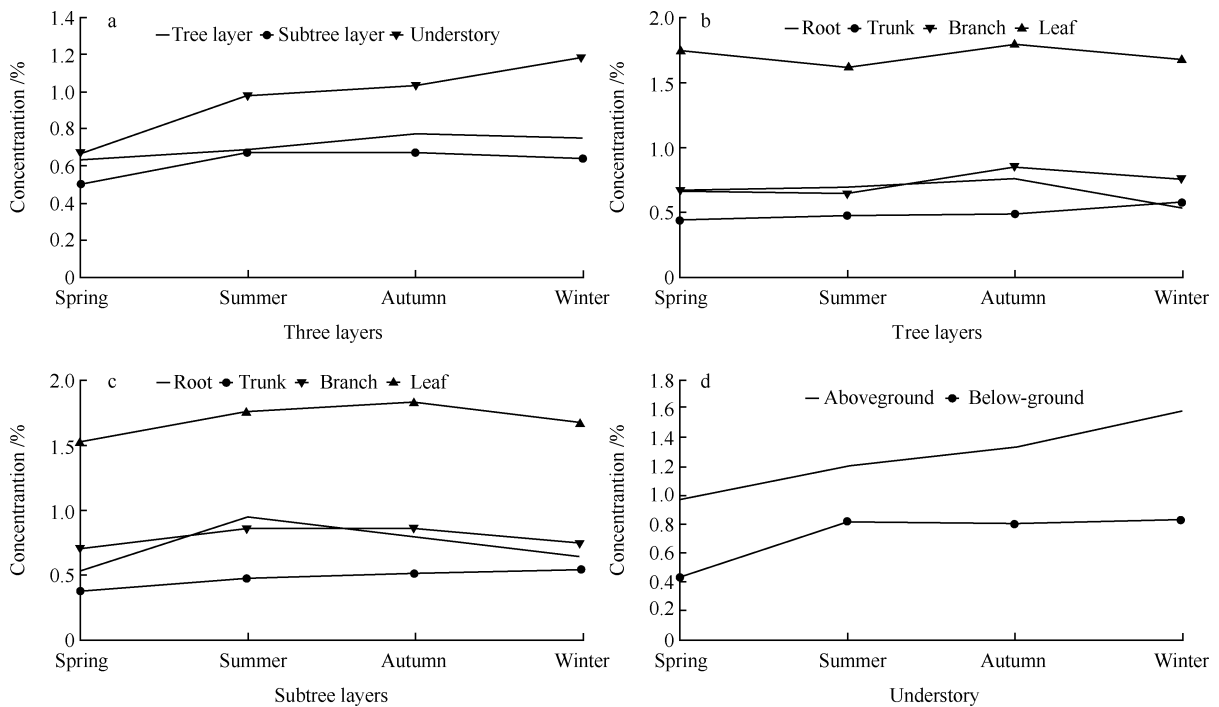 a
Tree layer Subtree layer Understory
Concentrantion /%
1.4
1.2
1.0
0.8
0.6
0.4
0.2
0
Spring Summer Autumn Winter
Three layers
b
Root Trunk Branch Leaf
Concentrantion /%
2.0
1.5
1.0
0.5
0
Spring Summer Autumn Winter
Tree layers
c
Root Trunk Branch Leaf
Concentrantion /%
2.0
1.5
1.0
0.5
0
Spring Summer Autumn Winter
Subtree layers
d
Aboveground Below-ground
Concentrantion /%
1.8
1.6
1.4
1.2
1.0
0.8
0.4
0.2
0
Spring Summer Autumn Winter
Understory